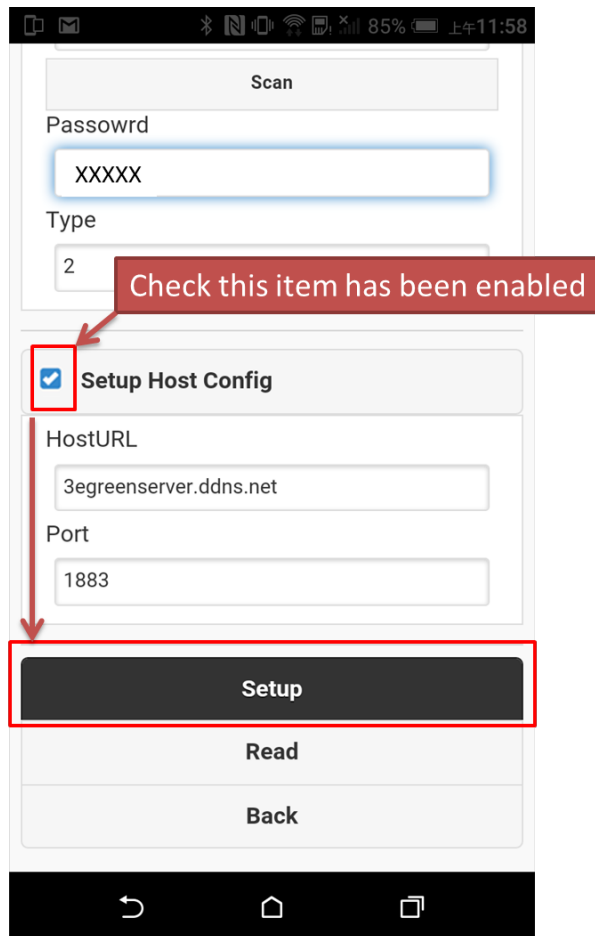 85% 上午11:58
Scan
Passowrd
XXXXX
Type
2
Check this item has been enabled
Setup Host Config
HostURL
3egreenserver.ddns.net
Port
1883
Setup
Read
Back